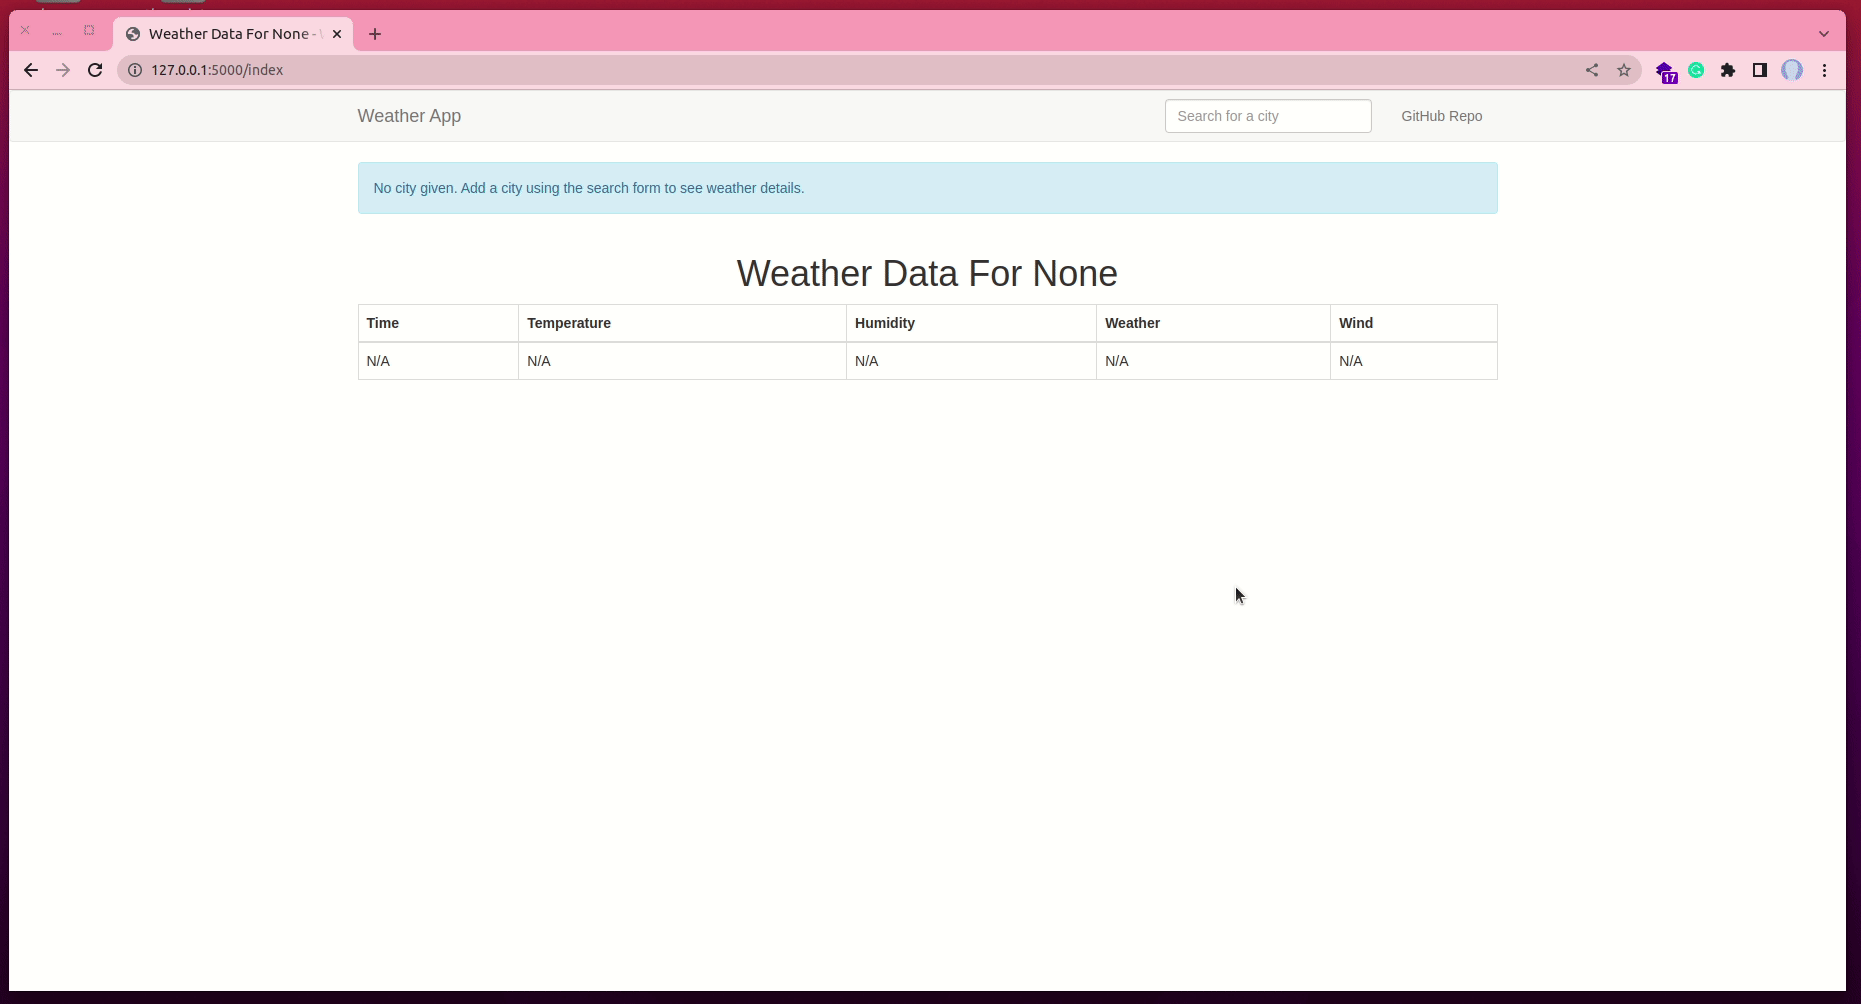 Weather Data For None -
127.0.0.1:5000/index
17
Weather App
Search for a city
GitHub Repo
No city given. Add a city using the search form to see weather details.
Weather Data For None
Time Temperature Humidity Weather Wind
N/A N/A N/A N/A N/A